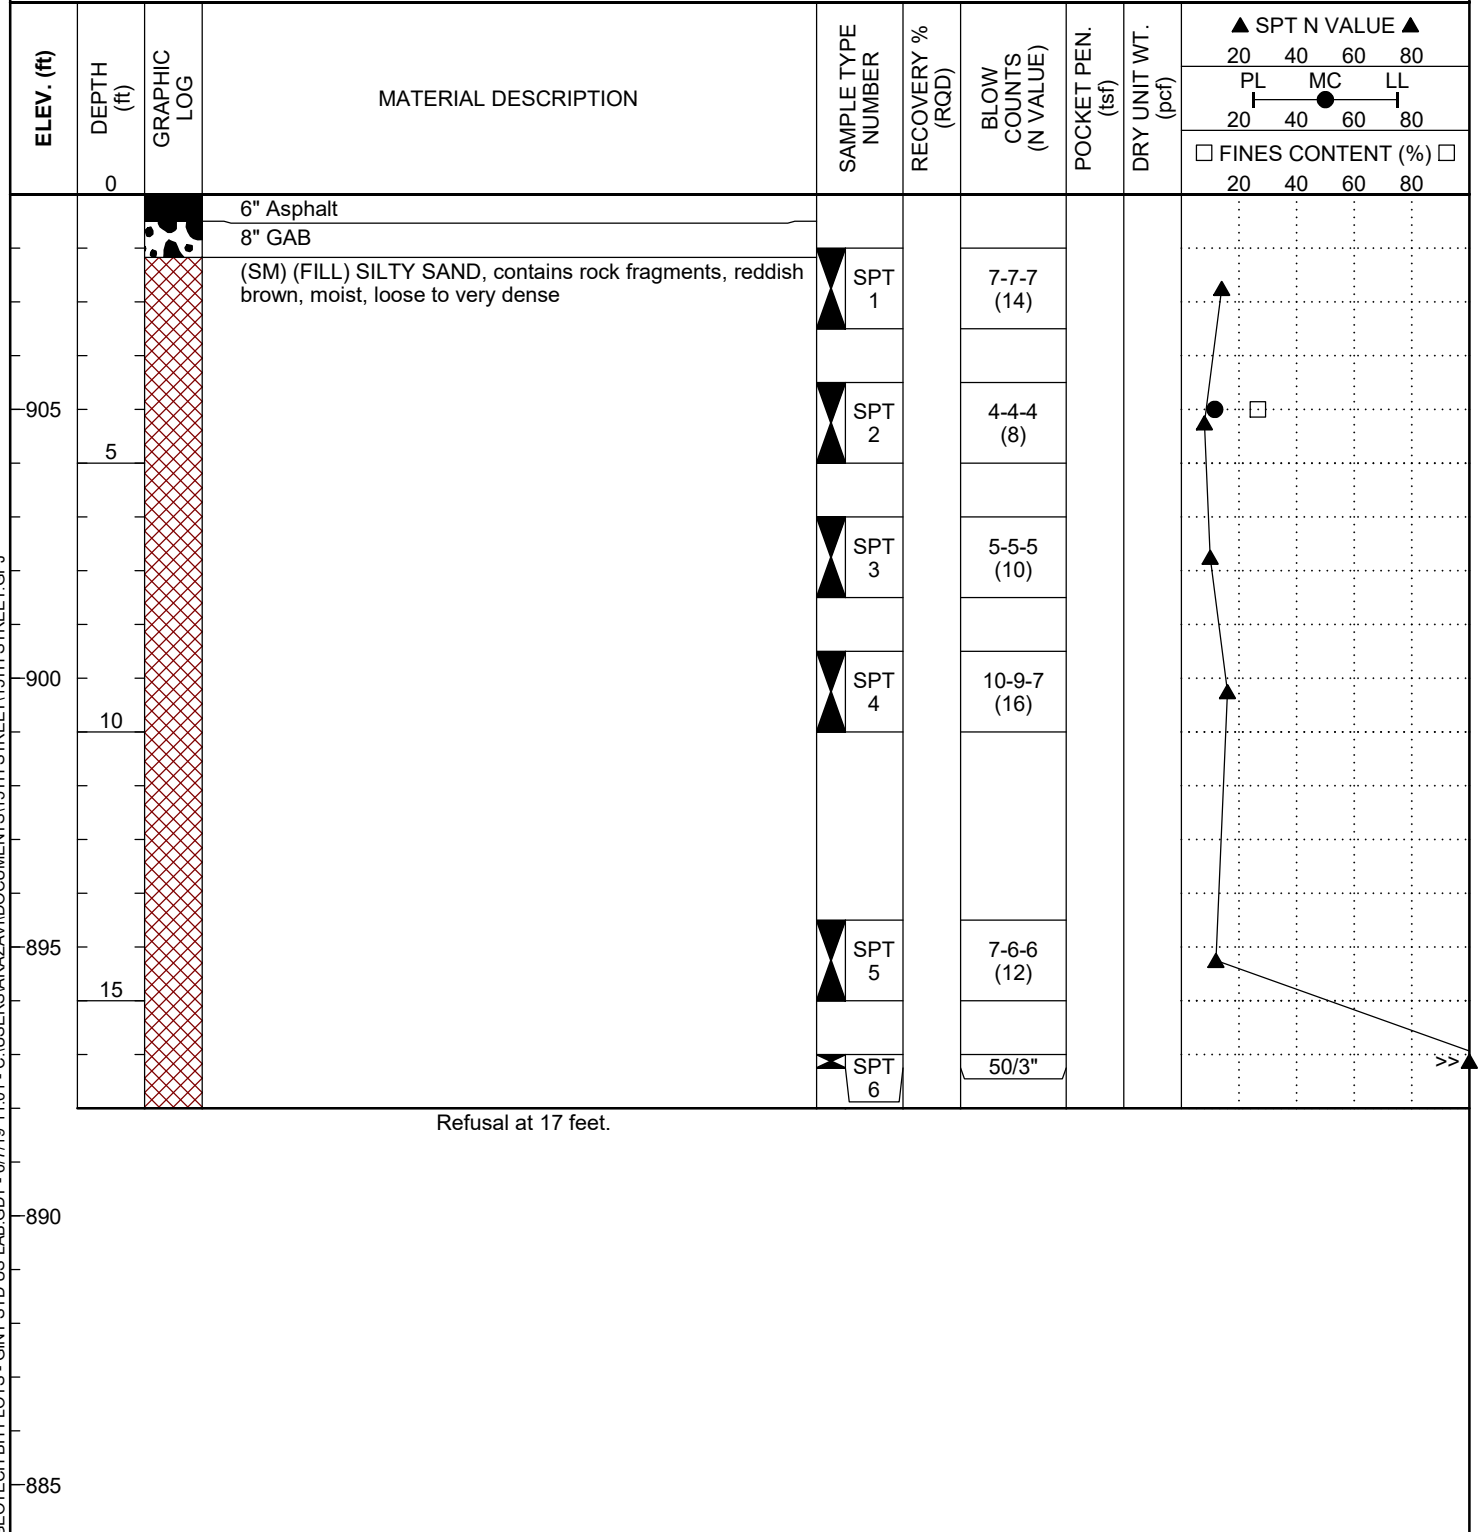 ELEV. (ft)
DEPTH
(ft)
0
GRAPHIC
LOG
MATERIAL DESCRIPTION
SAMPLE TYPE
NUMBER
RECOVERY %
(RQD)
BLOW
COUNTS
(N VALUE)
POCKET PEN.
(tsf)
DRY UNIT WT.
(pcf)
▲ SPT N VALUE ▲
20 40 60 80
PL MC LL
20 40 60 80
□ FINES CONTENT (%) □
20 40 60 80
6" Asphalt
8" GAB
(SM) (FILL) SILTY SAND, contains rock fragments, reddish
brown, moist, loose to very dense
SPT
1
7-7-7
(14)
905
SPT
2
4-4-4
(8)
5
SPT
3
5-5-5
(10)
900
SPT
4
10-9-7
(16)
10
895
SPT
5
7-6-6
(12)
15
SPT
6
50/3"
>>
Refusal at 17 feet.
890
885